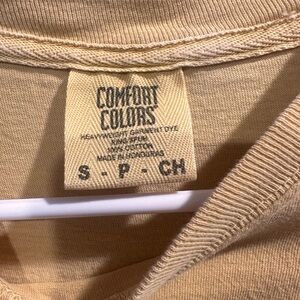 COMFORT
COLORS
HEAVYWEIGHT GARMENT DYE
RING SPUN
100% COTTON
MADE IN HONDURAS
S - P - CH